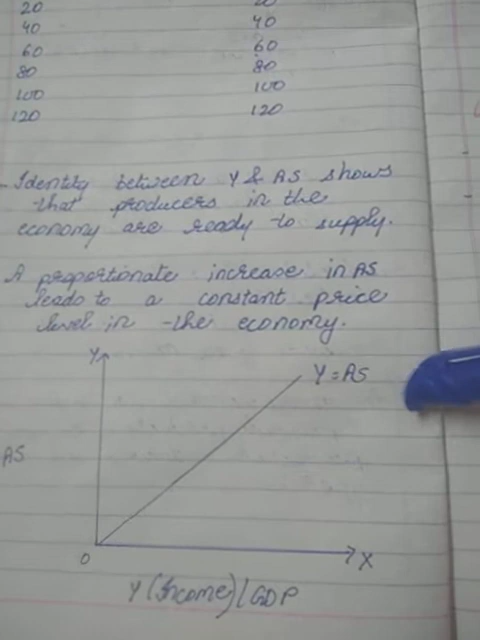 20 20
40 40
60 60
80 80
100 100
120 120
- Identity between Y & AS shows
that producers in the
economy are ready to supply.
A proportionate increase in AS
leads to a constant price
level in the economy.
Y
Y = AS
AS
O
X
Y (Income) / GDP